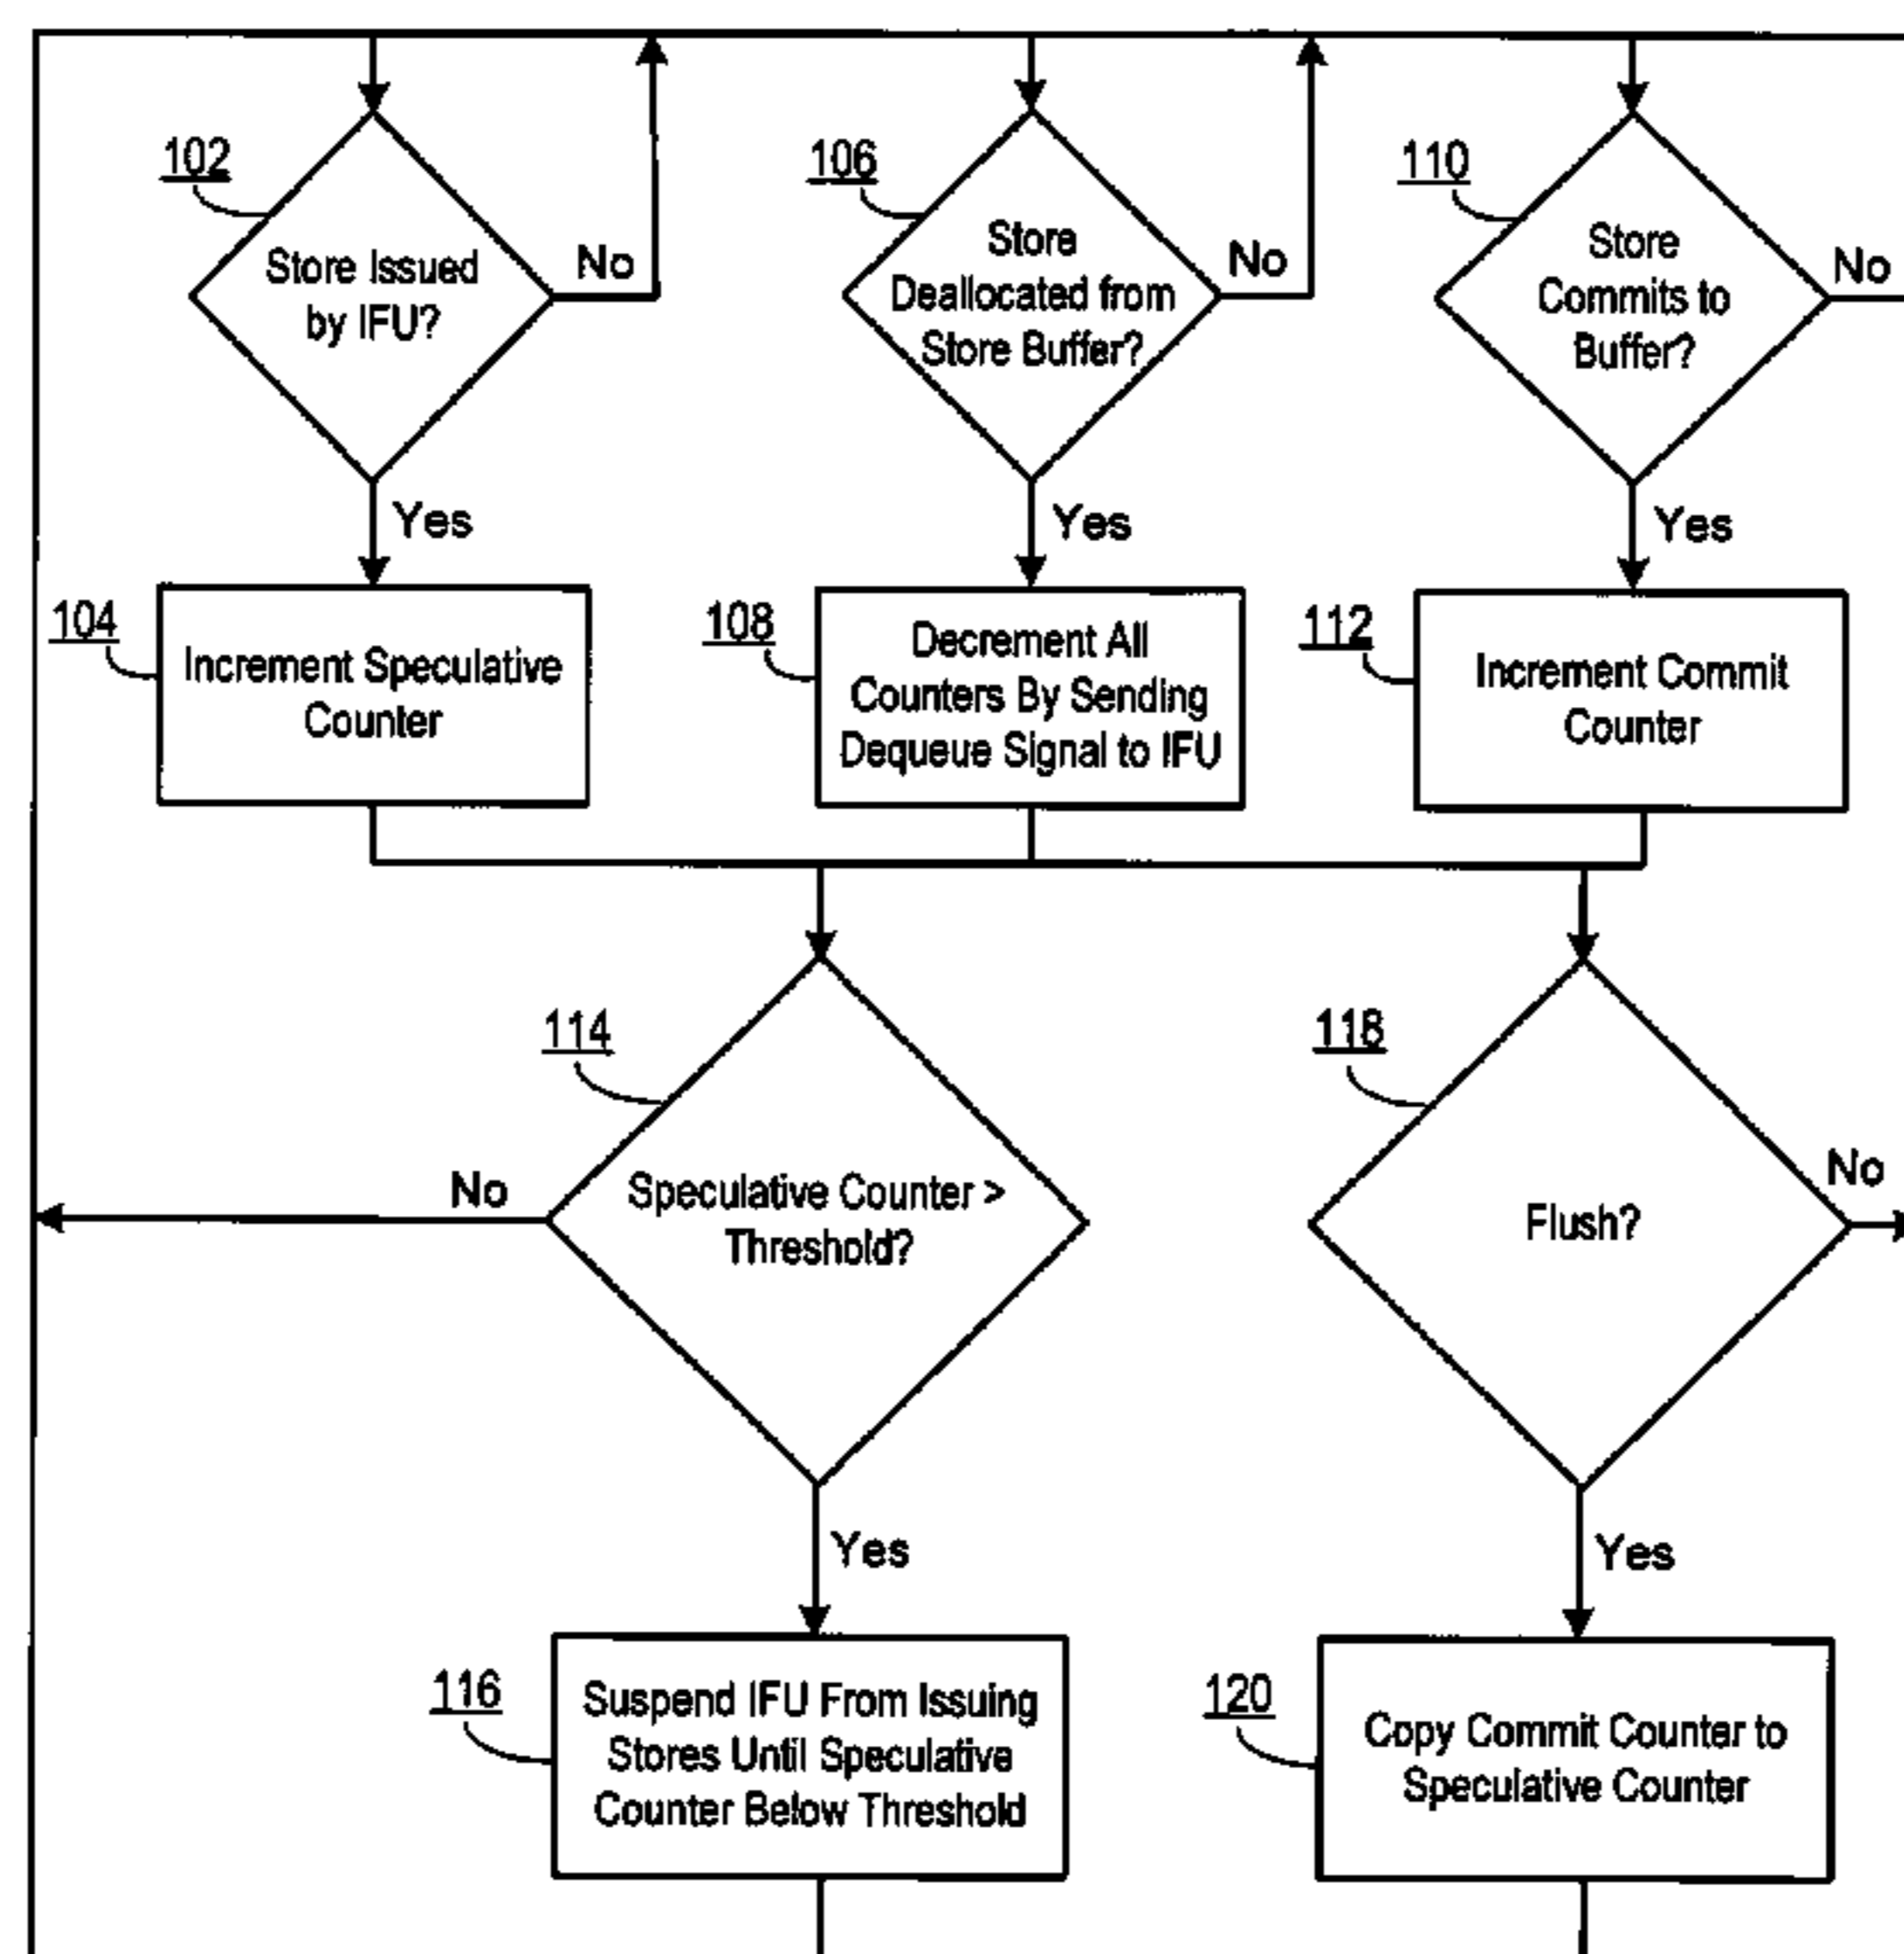 102
Store Issued
by IFU?
No
Yes
106
Store
Deallocated from
Store Buffer?
No
Yes
110
Store
Commits to
Buffer?
No
Yes
104
Increment Speculative
Counter
108
Decrement All
Counters By Sending
Dequeue Signal to IFU
112
Increment Commit
Counter
114
Speculative Counter >
Threshold?
No
Yes
118
Flush?
No
Yes
116
Suspend IFU From Issuing
Stores Until Speculative
Counter Below Threshold
120
Copy Commit Counter to
Speculative Counter